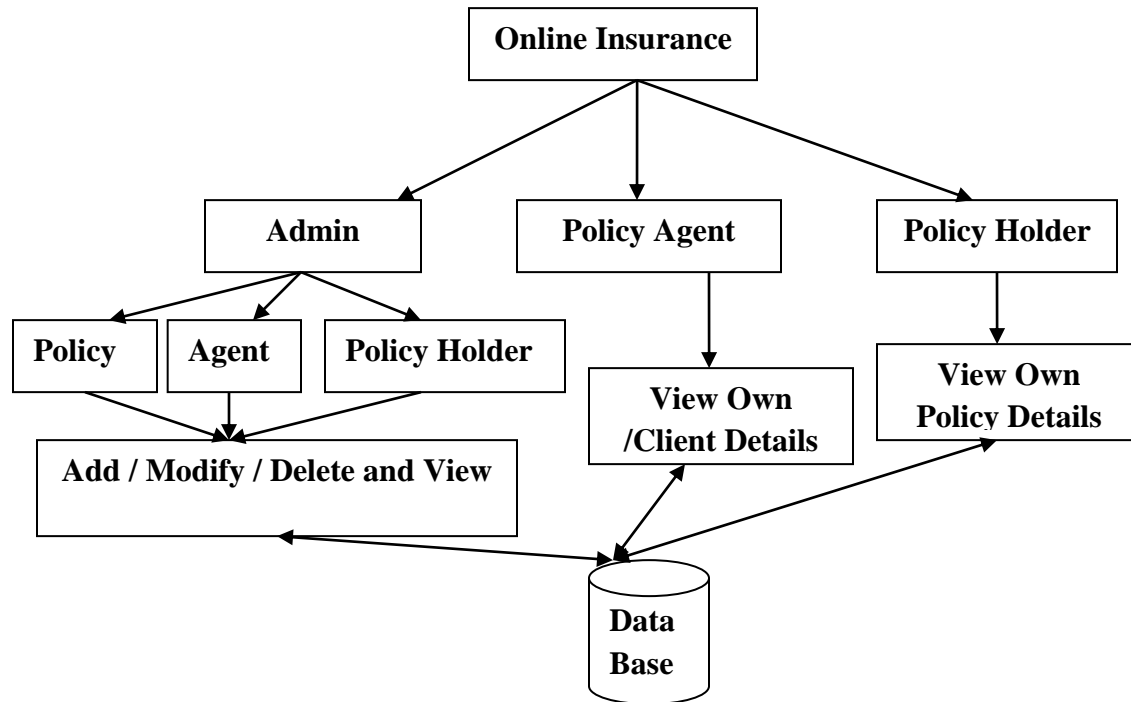 Online Insurance
Admin
Policy Agent
Policy Holder
Policy
Agent
Policy Holder
View Own
/Client Details
View Own
Policy Details
Add / Modify / Delete and View
Data
Base